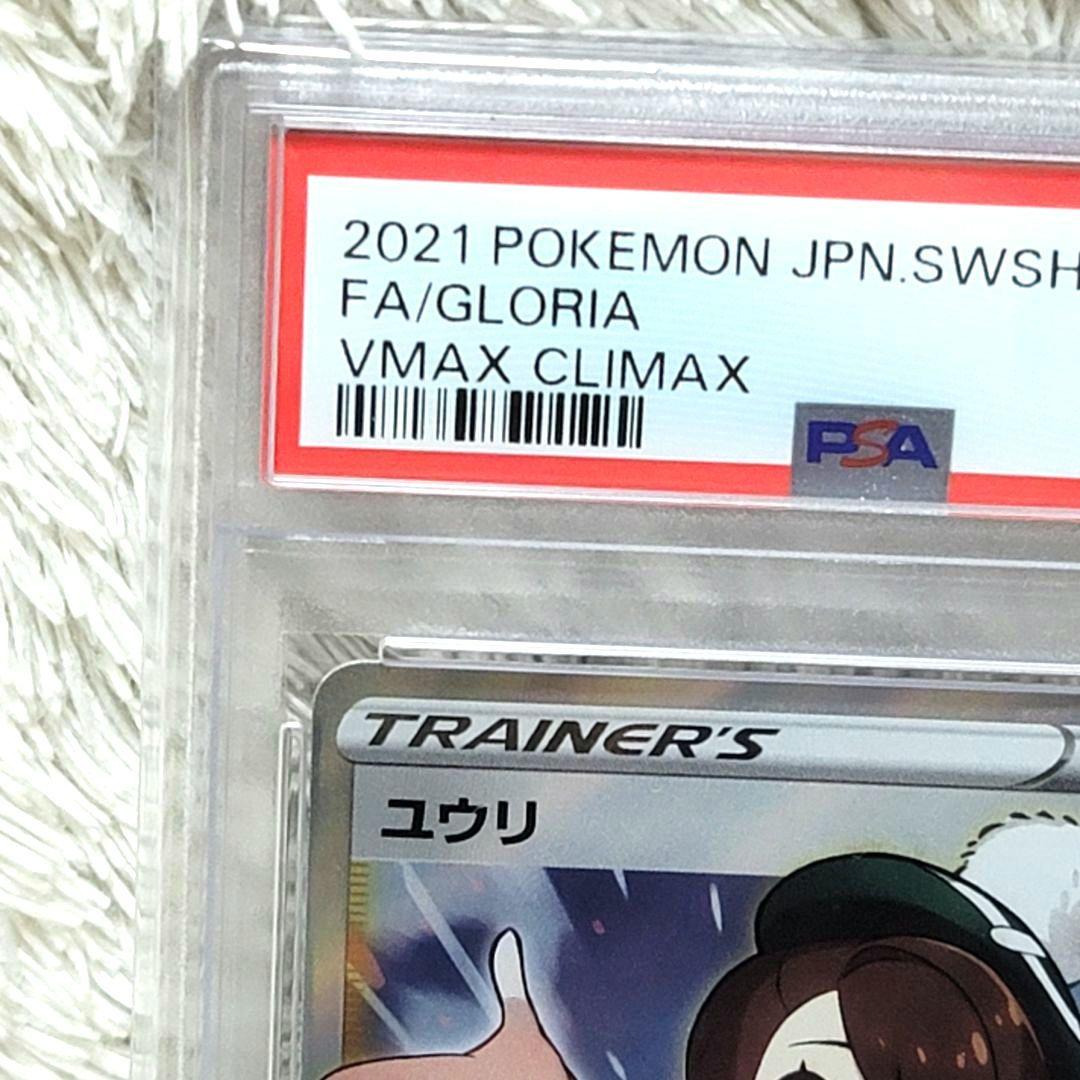 2021 POKEMON JPN.SWSH
FA/GLORIA
VMAX CLIMAX
PSA
TRAINER'S
ユウリ